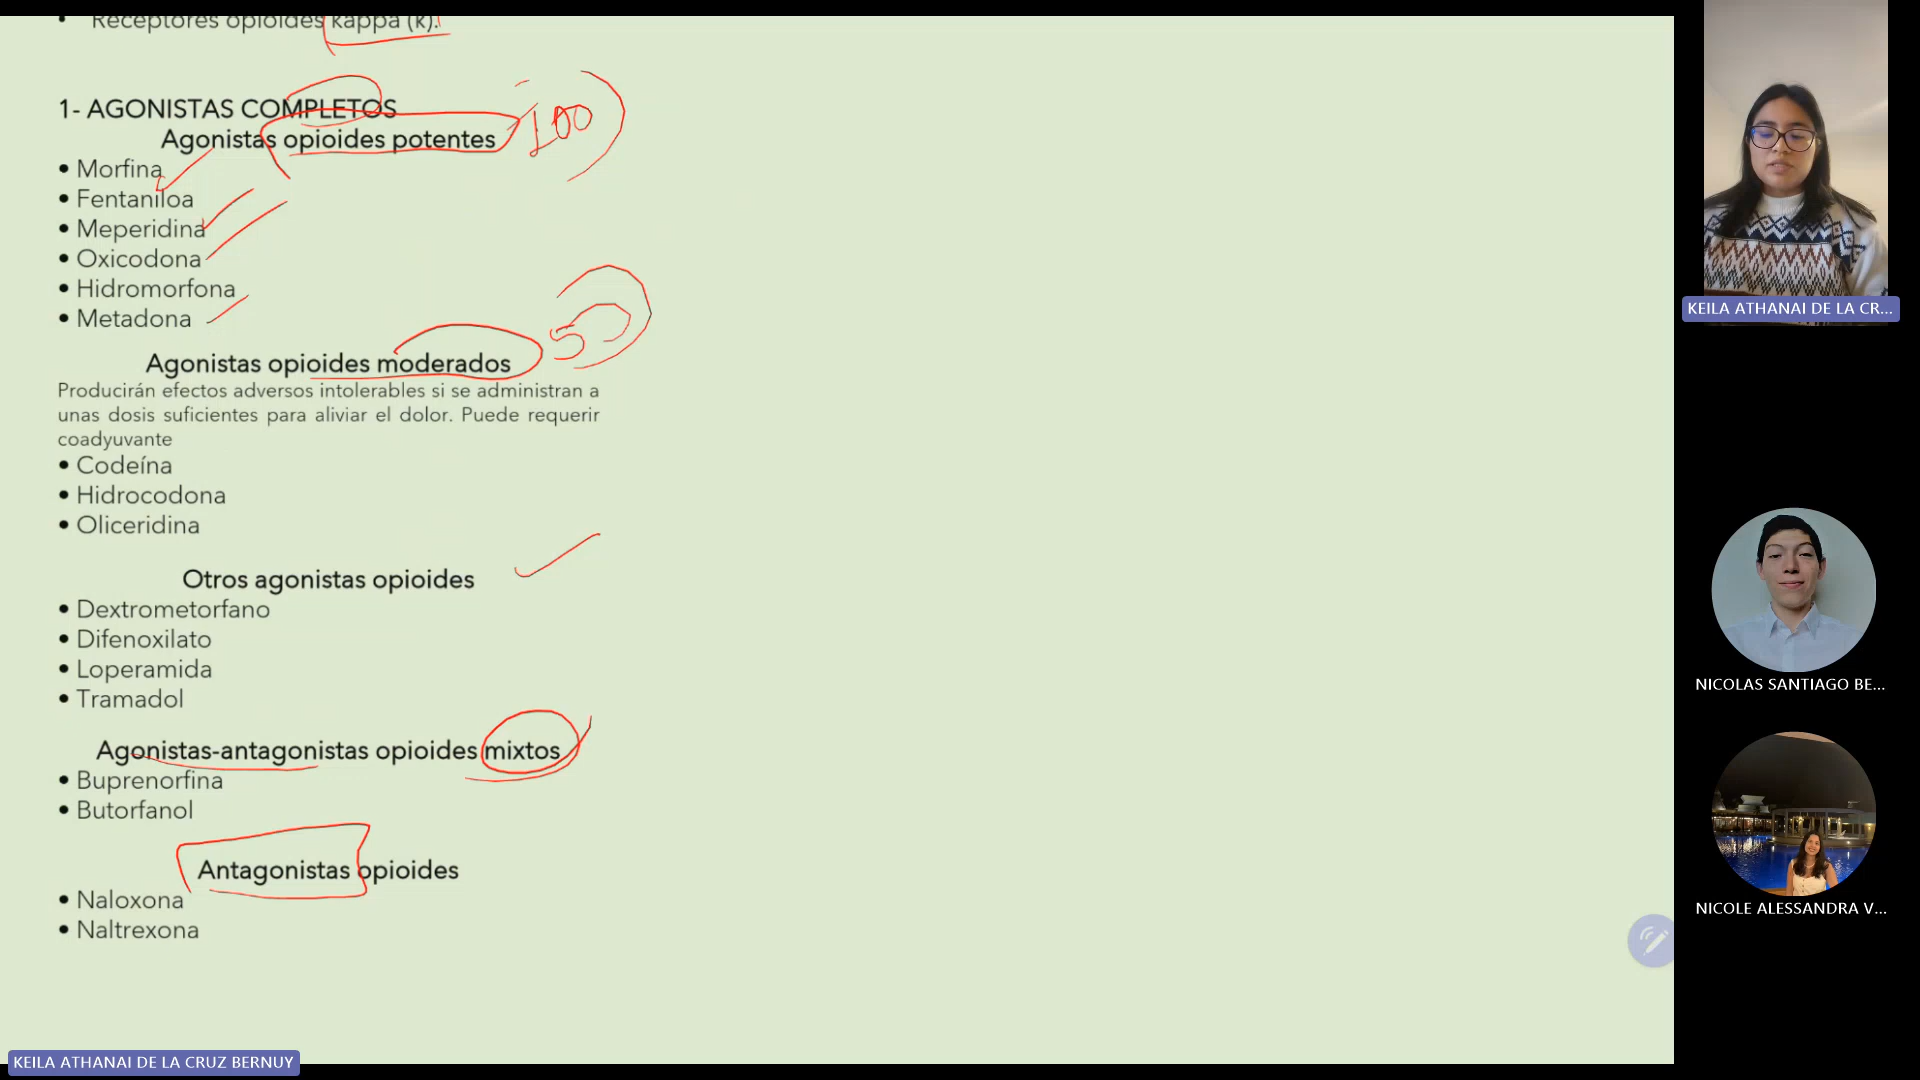 • Receptores opioides kappa (k).
1- AGONISTAS COMPLETOS
Agonistas opioides potentes
100
• Morfina
• Fentaniloa
• Meperidina
• Oxicodona
• Hidromorfona
• Metadona
Agonistas opioides moderados
50
Producirán efectos adversos intolerables si se administran a
unas dosis suficientes para aliviar el dolor. Puede requerir
coadyuvante
• Codeína
• Hidrocodona
• Oliceridina
Otros agonistas opioides
• Dextrometorfano
• Difenoxilato
• Loperamida
• Tramadol
Agonistas-antagonistas opioides mixtos
• Buprenorfina
• Butorfanol
Antagonistas opioides
• Naloxona
• Naltrexona
KEILA ATHANAI DE LA CR...
NICOLAS SANTIAGO BE...
NICOLE ALESSANDRA V...
KEILA ATHANAI DE LA CRUZ BERNUY